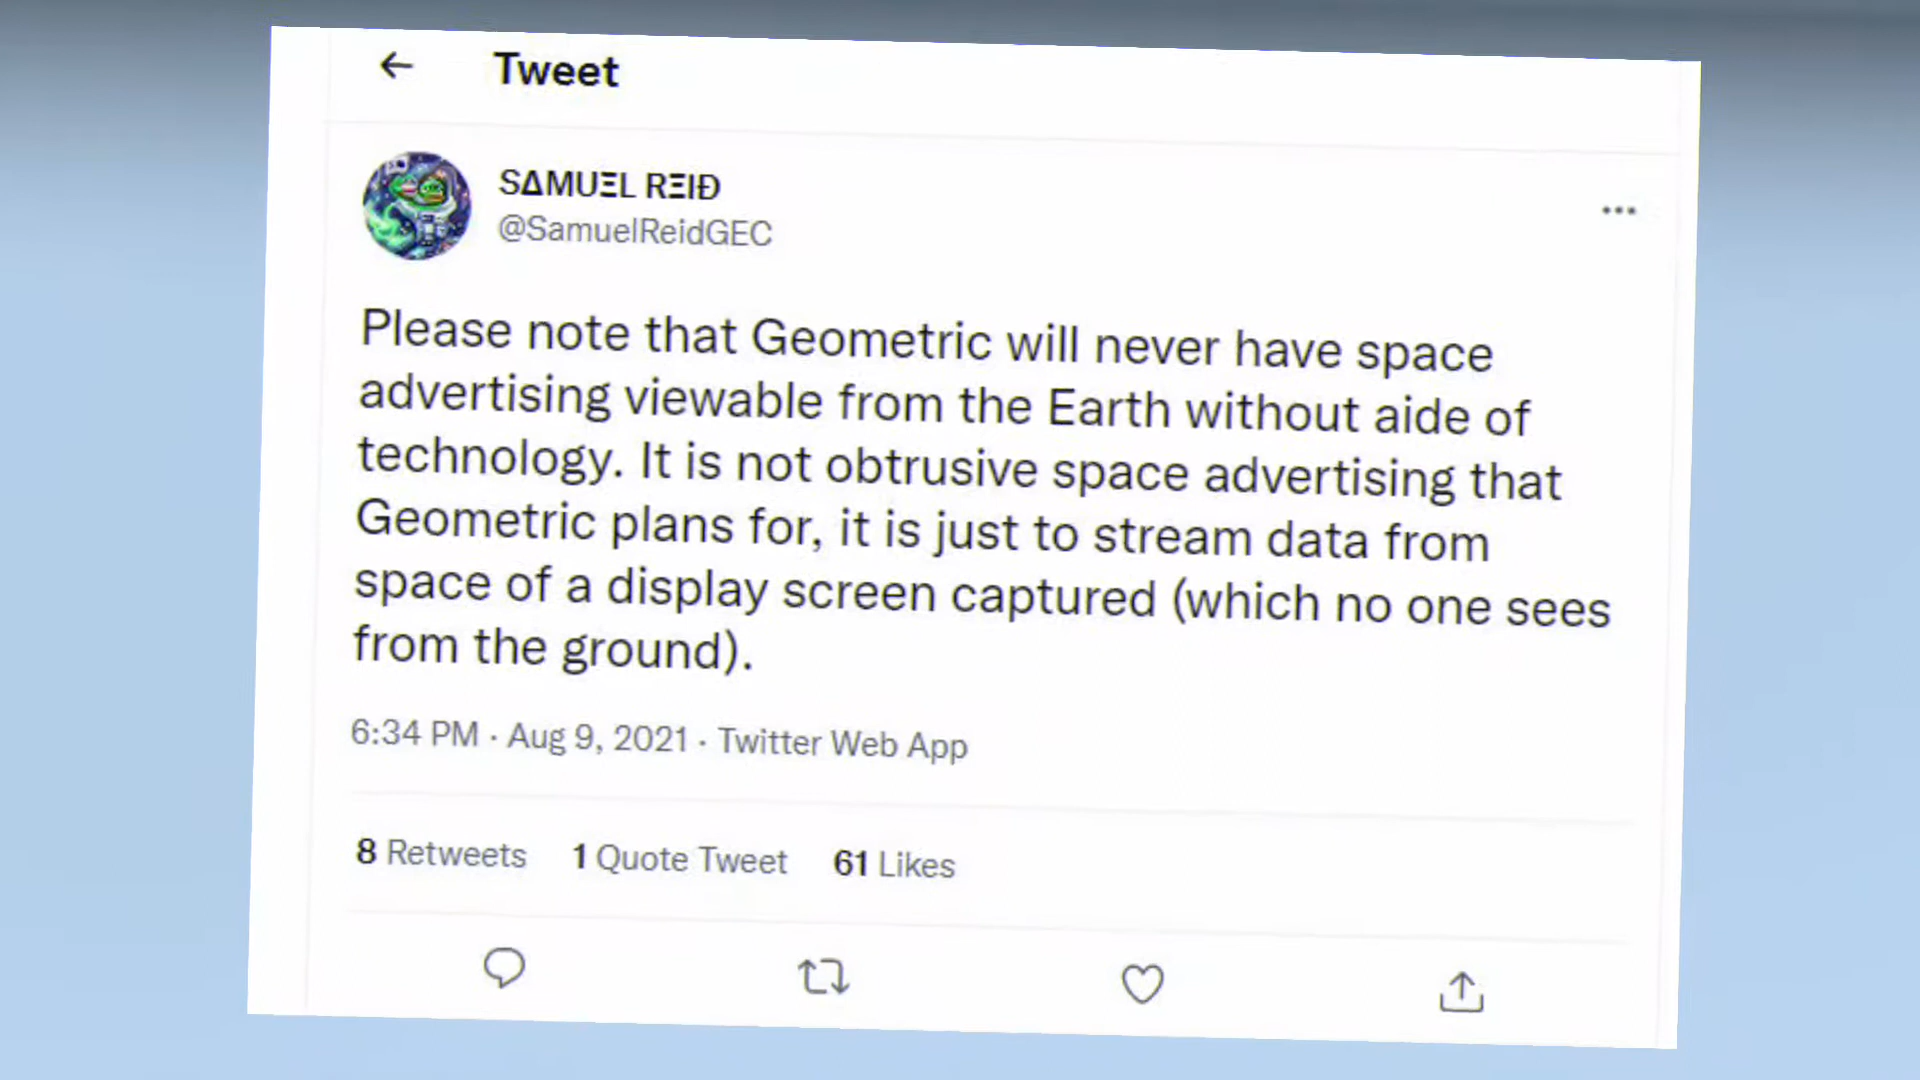 Tweet
SΔMUΞL RΞIĐ
@SamuelReidGEC
Please note that Geometric will never have space
advertising viewable from the Earth without aide of
technology. It is not obtrusive space advertising that
Geometric plans for, it is just to stream data from
space of a display screen captured (which no one sees
from the ground).
6:34 PM · Aug 9, 2021 · Twitter Web App
8 Retweets 1 Quote Tweet 61 Likes